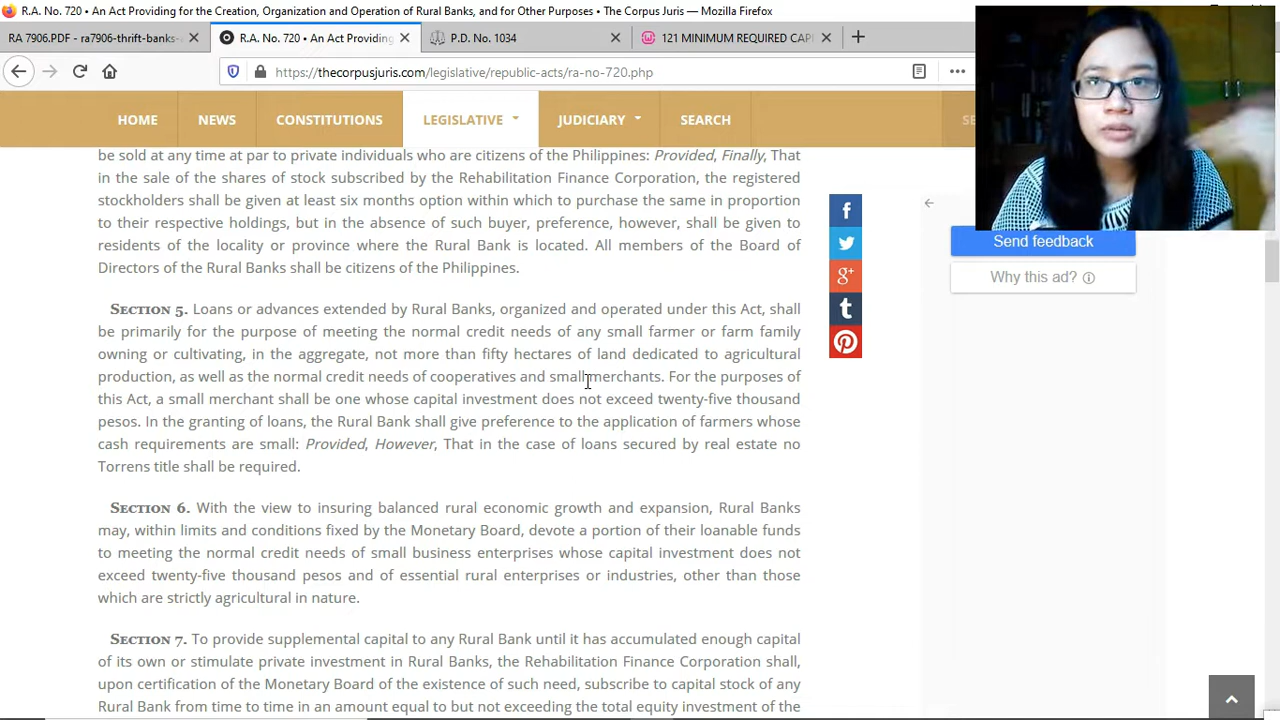 R.A. No. 720 • An Act Providing for the Creation, Organization and Operation of Rural Banks, and for Other Purposes • The Corpus Juris — Mozilla Firefox
RA 7906.PDF - ra7906-thrift-banks-
R.A. No. 720 • An Act Providing
P.D. No. 1034
121 MINIMUM REQUIRED CAP
https://thecorpusjuris.com/legislative/republic-acts/ra-no-720.php
HOME NEWS CONSTITUTIONS LEGISLATIVE JUDICIARY SEARCH SE
be sold at any time at par to private individuals who are citizens of the Philippines: Provided, Finally, That
in the sale of the shares of stock subscribed by the Rehabilitation Finance Corporation, the registered
stockholders shall be given at least six months option within which to purchase the same in proportion
to their respective holdings, but in the absence of such buyer, preference, however, shall be given to
residents of the locality or province where the Rural Bank is located. All members of the Board of
Directors of the Rural Banks shall be citizens of the Philippines.
SECTION 5. Loans or advances extended by Rural Banks, organized and operated under this Act, shall
be primarily for the purpose of meeting the normal credit needs of any small farmer or farm family
owning or cultivating, in the aggregate, not more than fifty hectares of land dedicated to agricultural
production, as well as the normal credit needs of cooperatives and small merchants. For the purposes of
this Act, a small merchant shall be one whose capital investment does not exceed twenty-five thousand
pesos. In the granting of loans, the Rural Bank shall give preference to the application of farmers whose
cash requirements are small: Provided, However, That in the case of loans secured by real estate no
Torrens title shall be required.
SECTION 6. With the view to insuring balanced rural economic growth and expansion, Rural Banks
may, within limits and conditions fixed by the Monetary Board, devote a portion of their loanable funds
to meeting the normal credit needs of small business enterprises whose capital investment does not
exceed twenty-five thousand pesos and of essential rural enterprises or industries, other than those
which are strictly agricultural in nature.
SECTION 7. To provide supplemental capital to any Rural Bank until it has accumulated enough capital
of its own or stimulate private investment in Rural Banks, the Rehabilitation Finance Corporation shall,
upon certification of the Monetary Board of the existence of such need, subscribe to capital stock of any
Rural Bank from time to time in an amount equal to but not exceeding the total equity investment of the
Send feedback
Why this ad?